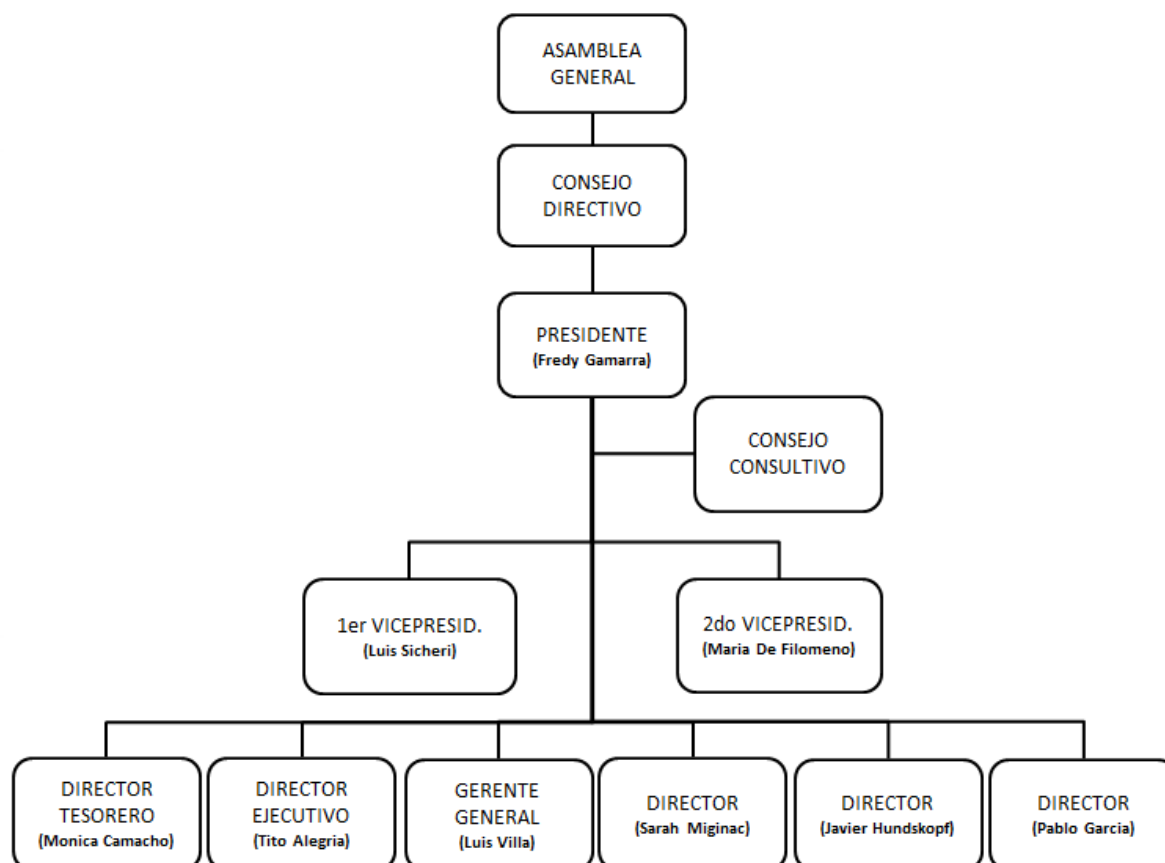 ASAMBLEA
GENERAL
CONSEJO
DIRECTIVO
PRESIDENTE
(Fredy Gamarra)
CONSEJO
CONSULTIVO
1er VICEPRESID.
(Luis Sicheri)
2do VICEPRESID.
(Maria De Filomeno)
DIRECTOR
TESORERO
(Monica Camacho)
DIRECTOR
EJECUTIVO
(Tito Alegria)
GERENTE
GENERAL
(Luis Villa)
DIRECTOR
(Sarah Miginac)
DIRECTOR
(Javier Hundskopf)
DIRECTOR
(Pablo Garcia)